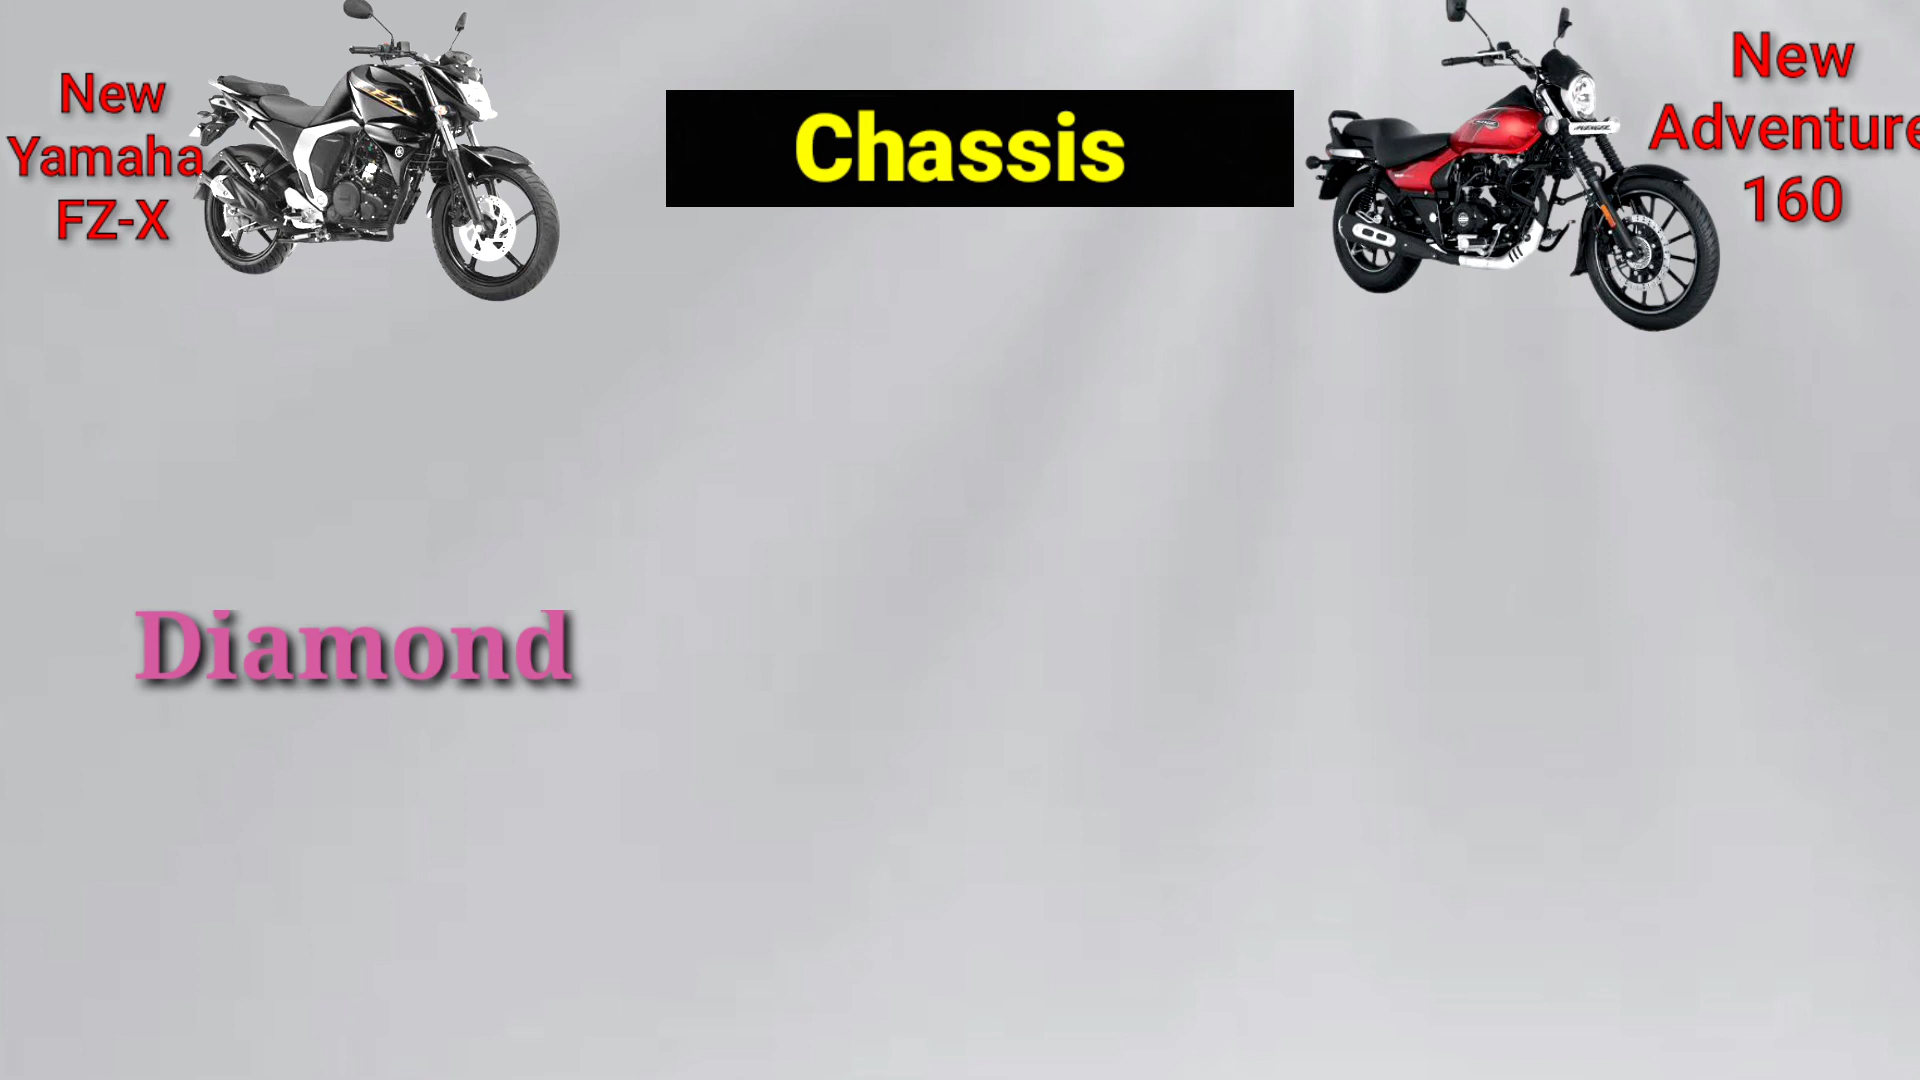 New
Yamaha
FZ-X
Chassis
New
Adventure
160
Diamond